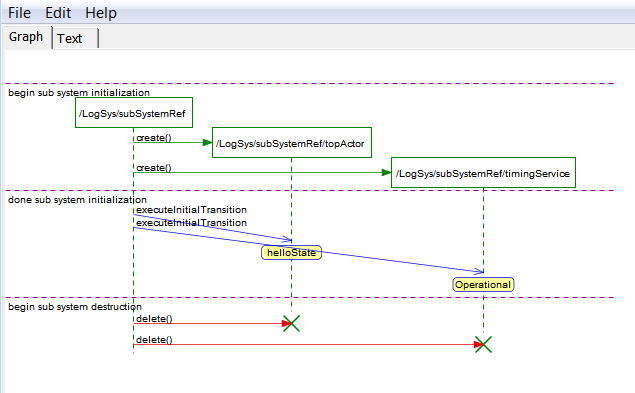 File Edit Help
Graph Text
begin sub system initialization
/LogSys/subSystemRef
create()
/LogSys/subSystemRef/topActor
create()
/LogSys/subSystemRef/timingService
done sub system initialization
executeInitialTransition
executeInitialTransition
helloState
Operational
begin sub system destruction
delete()
delete()